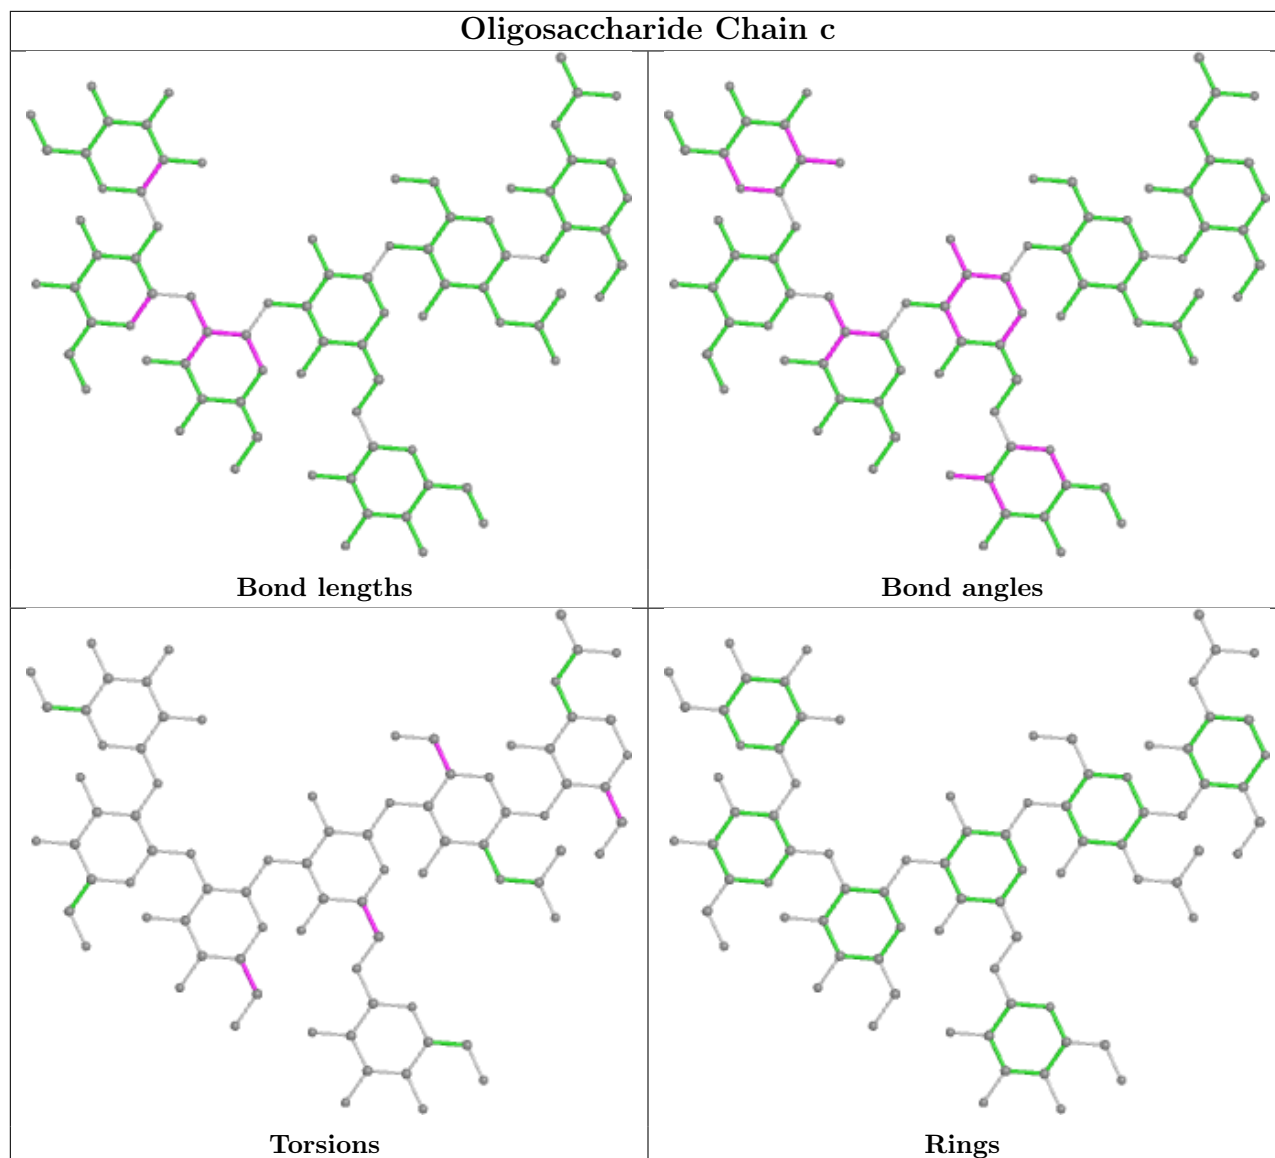 Oligosaccharide Chain c
Bond lengths
Bond angles
Torsions
Rings